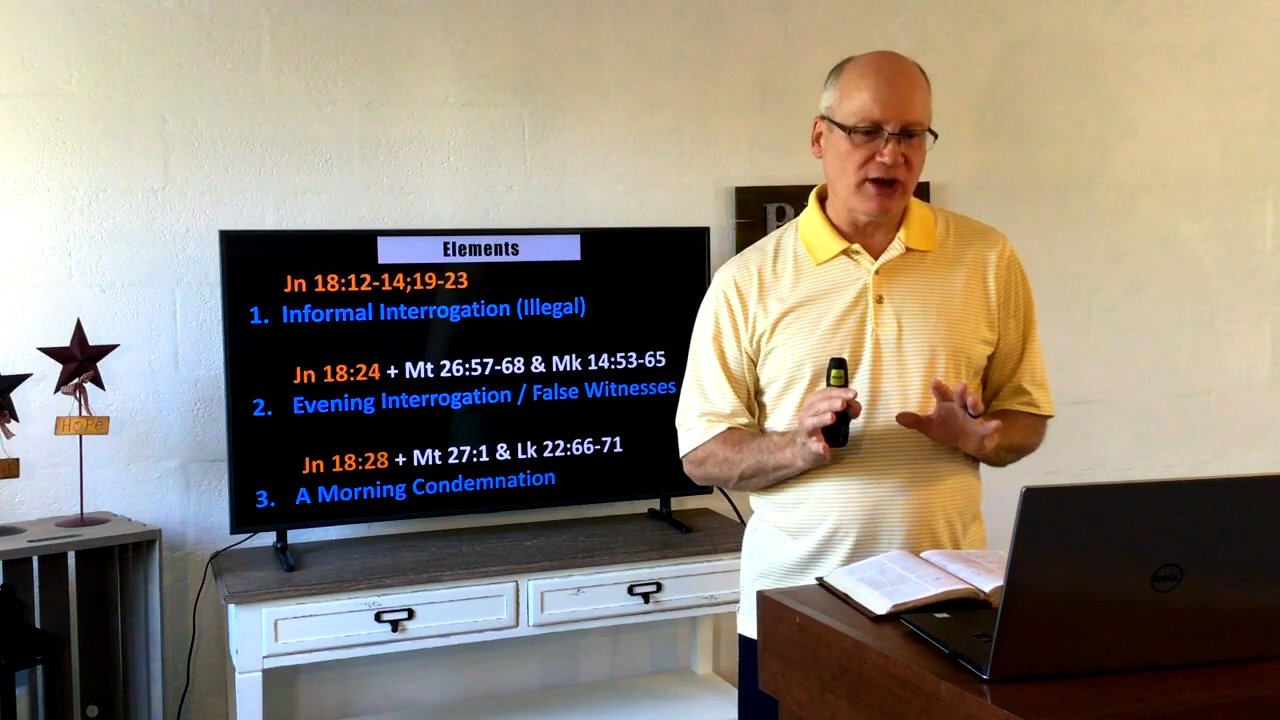 Elements
Jn 18:12-14;19-23
1. Informal Interrogation (Illegal)
Jn 18:24 + Mt 26:57-68 & Mk 14:53-65
2. Evening Interrogation / False Witnesses
Jn 18:28 + Mt 27:1 & Lk 22:66-71
3. A Morning Condemnation
HOPE
DELL